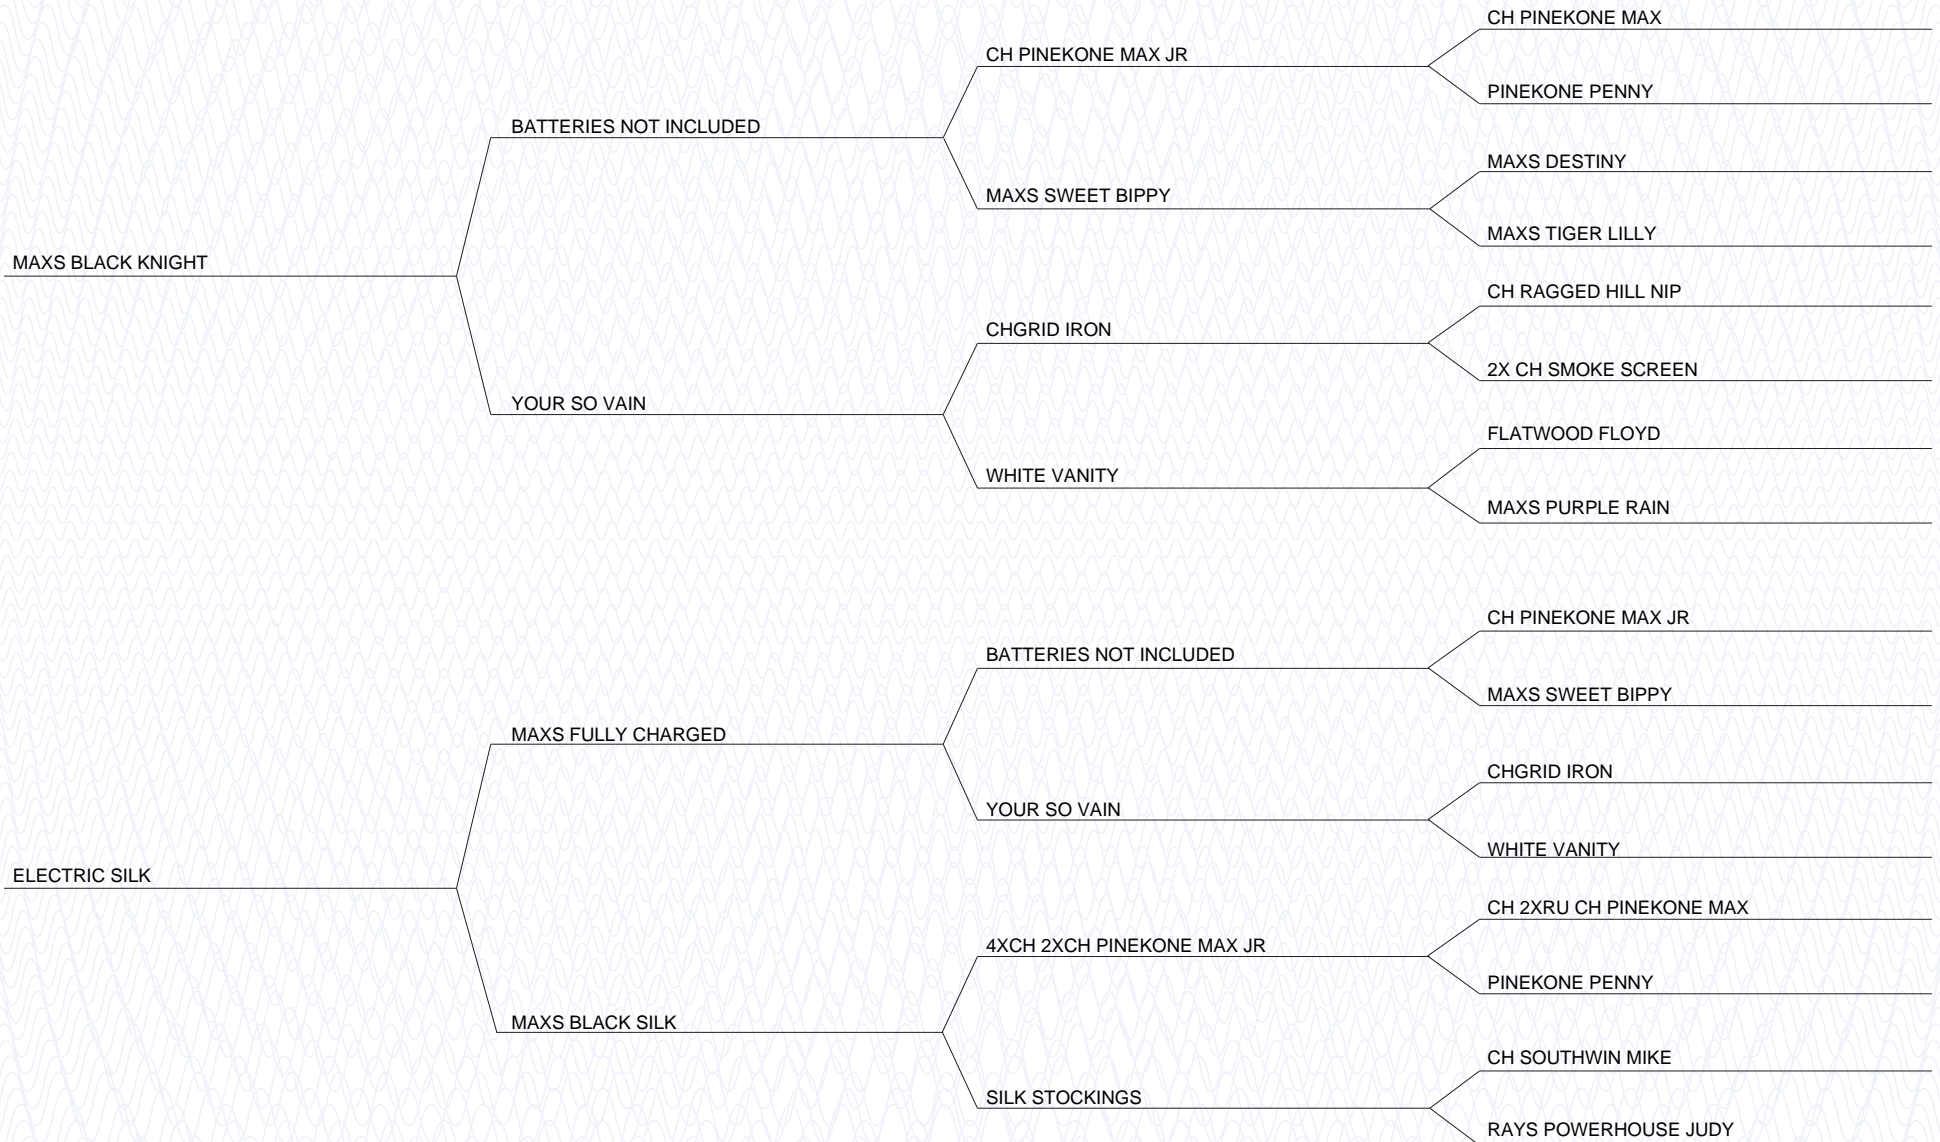 CH PINEKONE MAX
CH PINEKONE MAX JR
PINEKONE PENNY
BATTERIES NOT INCLUDED
MAXS DESTINY
MAXS SWEET BIPPY
MAXS TIGER LILLY
MAXS BLACK KNIGHT
CH RAGGED HILL NIP
CHGRID IRON
2X CH SMOKE SCREEN
YOUR SO VAIN
FLATWOOD FLOYD
WHITE VANITY
MAXS PURPLE RAIN
CH PINEKONE MAX JR
BATTERIES NOT INCLUDED
MAXS SWEET BIPPY
MAXS FULLY CHARGED
CHGRID IRON
YOUR SO VAIN
WHITE VANITY
ELECTRIC SILK
CH 2XRU CH PINEKONE MAX
4XCH 2XCH PINEKONE MAX JR
PINEKONE PENNY
MAXS BLACK SILK
CH SOUTHWIN MIKE
SILK STOCKINGS
RAYS POWERHOUSE JUDY